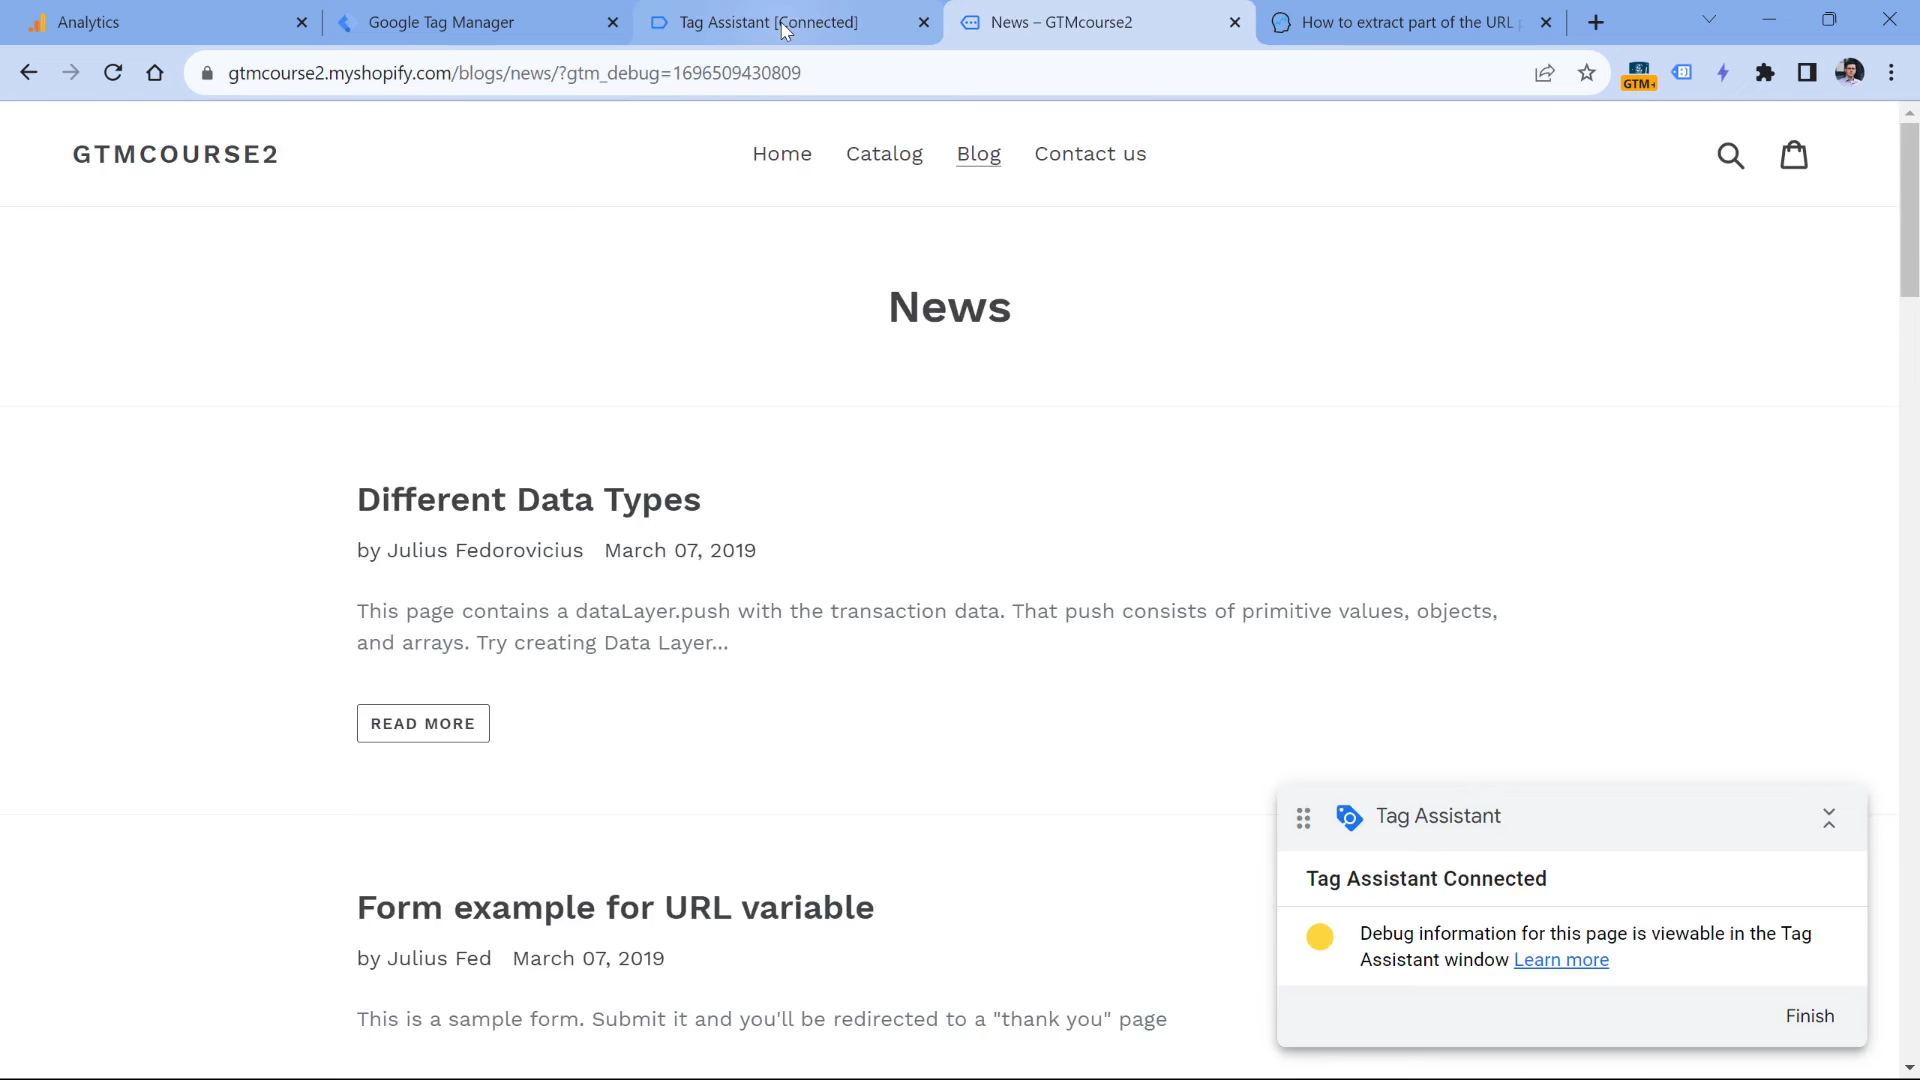 Analytics
Google Tag Manager
Tag Assistant [Connected]
News – GTMcourse2
How to extract part of the URL
gtmcourse2.myshopify.com/blogs/news/?gtm_debug=1696509430809
GTM
GTMCOURSE2
Home
Catalog
Blog
Contact us
News
Different Data Types
by Julius Fedorovicius March 07, 2019
This page contains a dataLayer.push with the transaction data. That push consists of primitive values, objects,
and arrays. Try creating Data Layer...
READ MORE
Form example for URL variable
by Julius Fed March 07, 2019
This is a sample form. Submit it and you'll be redirected to a "thank you" page
Tag Assistant
Tag Assistant Connected
Debug information for this page is viewable in the Tag
Assistant window Learn more
Finish